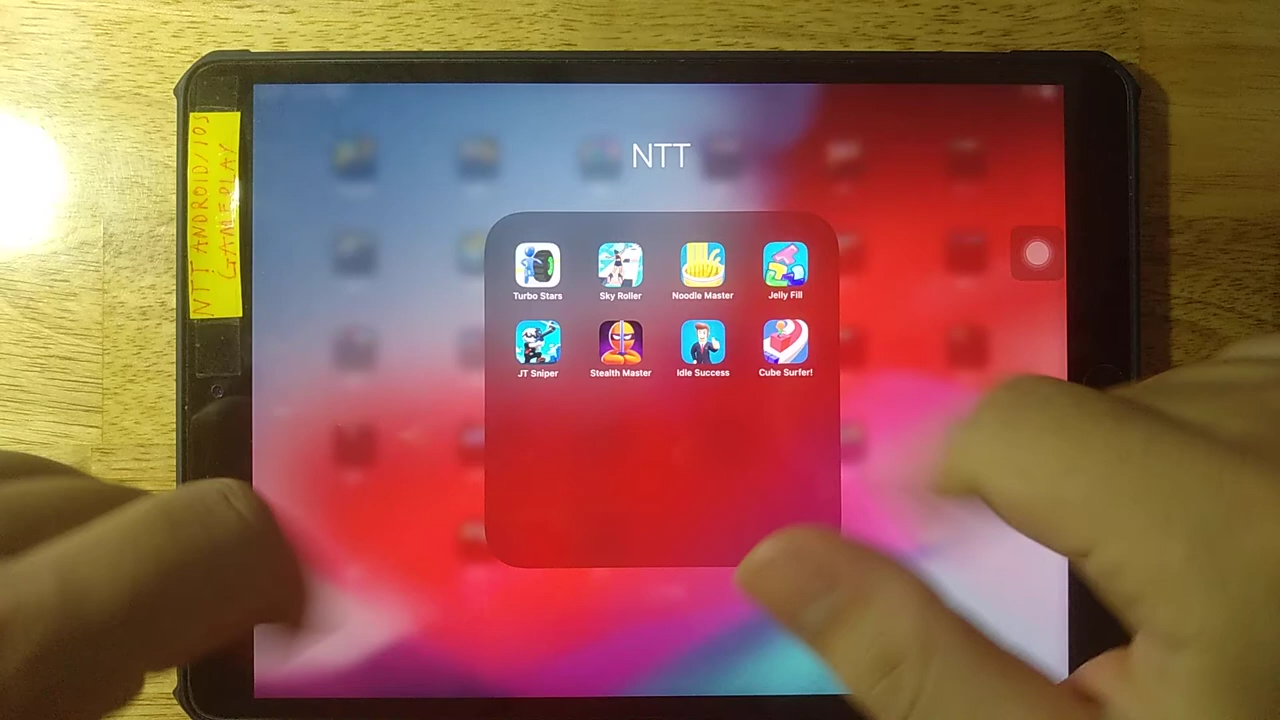 NTT ANDROID/IOS
GAMEPLAY
NTT
Turbo Stars
Sky Roller
Noodle Master
Jelly Fill
JT Sniper
Stealth Master
Idle Success
Cube Surfer!